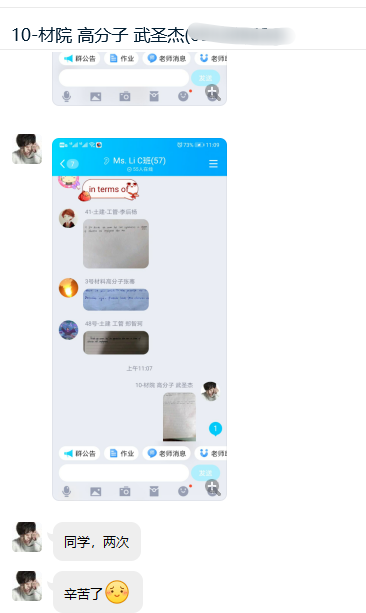 10-材院 高分子 武圣杰(
群公告 作业 老师消息 老师助
发送
7 Ms. Li C班(57)
73% 11:09
in terms o
41-土建-工管-李云杨
3号材料高分子张骞
48号-土建 工管
上午11:07
10-材院 高分子 武圣杰
1
群公告 作业 老师消息 老师助
发送
同学，两次
辛苦了